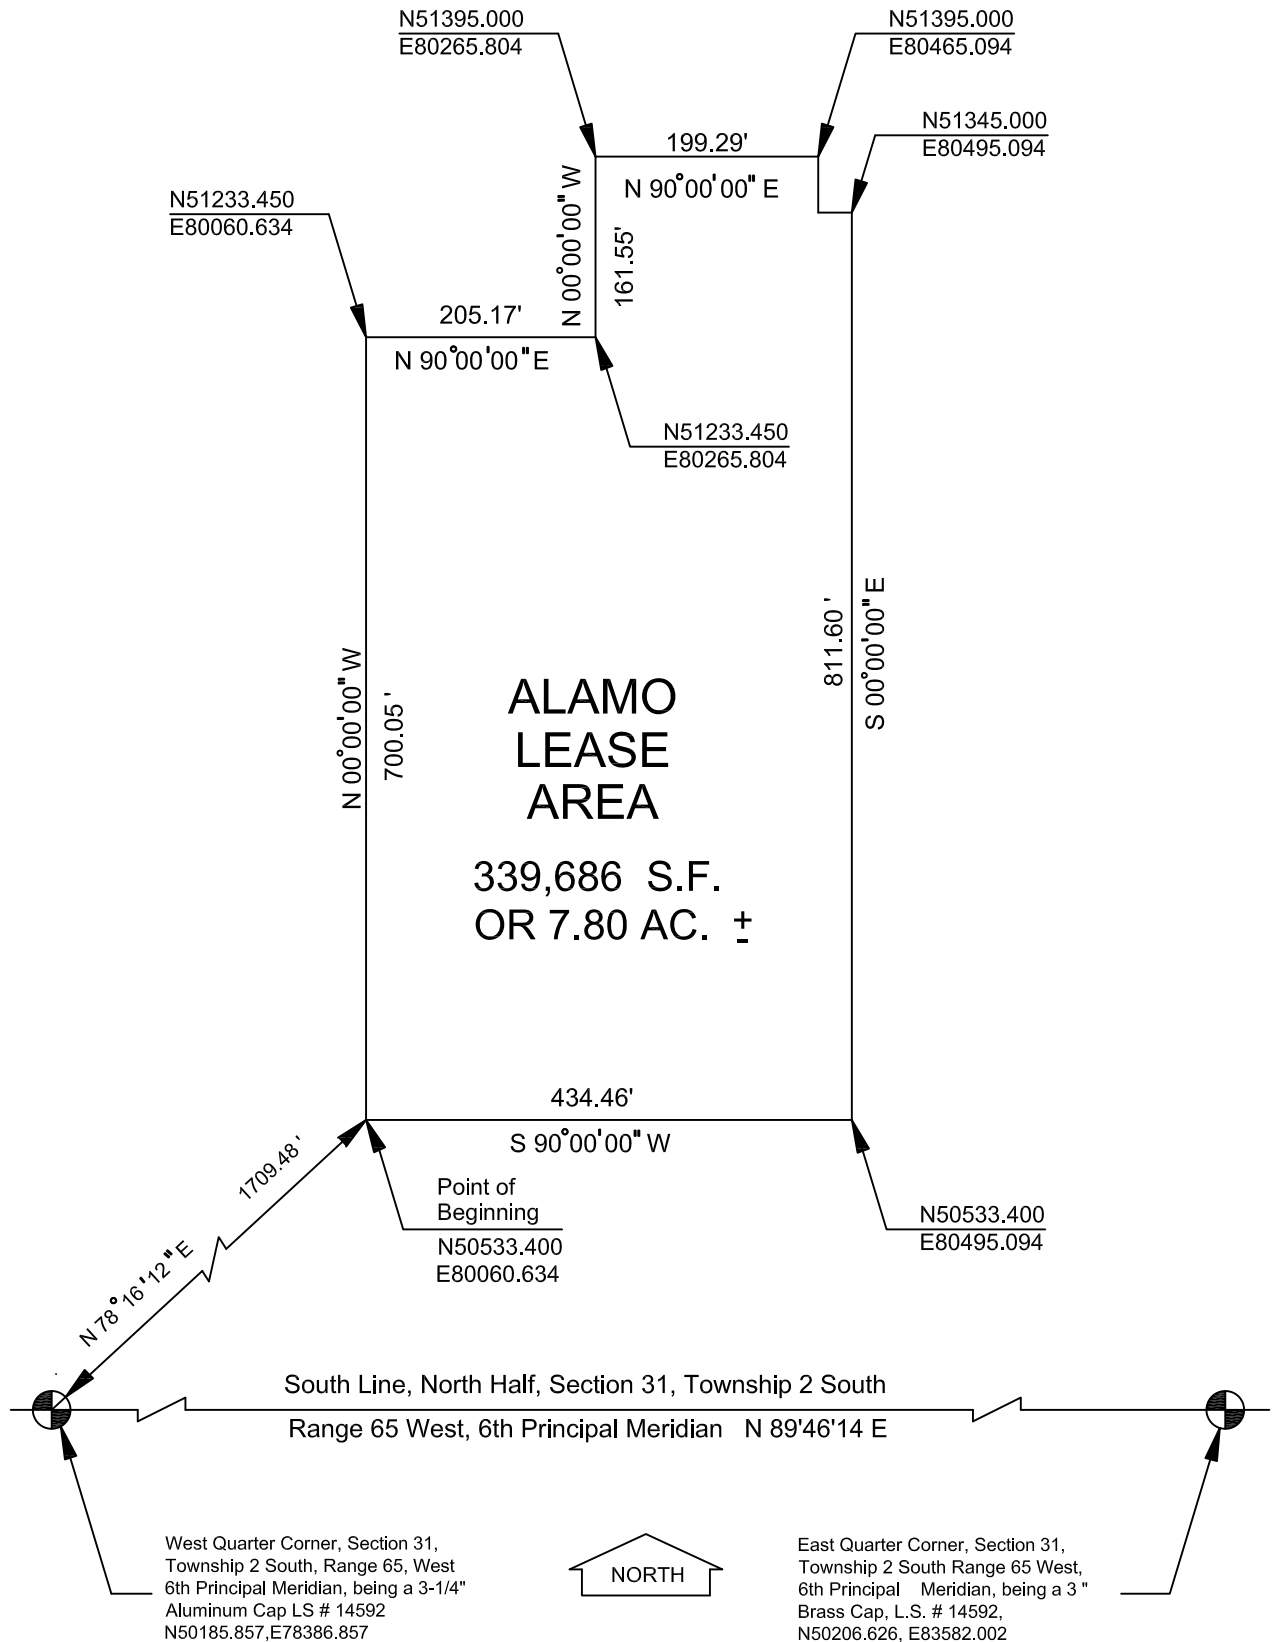 N51395.000
E80265.804
N51395.000
E80465.094
N51345.000
E80495.094
199.29'
N 90°00'00" E
N 00°00'00" W
161.55'
N51233.450
E80060.634
205.17'
N 90°00'00" E
N51233.450
E80265.804
N 00°00'00" W
700.05 '
811.60 '
S 00°00'00" E
ALAMO
LEASE
AREA
339,686 S.F.
OR 7.80 AC. ±
434.46'
S 90°00'00" W
1709.48 '
N 78° 16'12" E
Point of
Beginning
N50533.400
E80060.634
N50533.400
E80495.094
South Line, North Half, Section 31, Township 2 South
Range 65 West, 6th Principal Meridian N 89'46'14 E
West Quarter Corner, Section 31,
Township 2 South, Range 65, West
6th Principal Meridian, being a 3-1/4"
Aluminum Cap LS # 14592
N50185.857,E78386.857
NORTH
East Quarter Corner, Section 31,
Township 2 South Range 65 West,
6th Principal Meridian, being a 3 "
Brass Cap, L.S. # 14592,
N50206.626, E83582.002